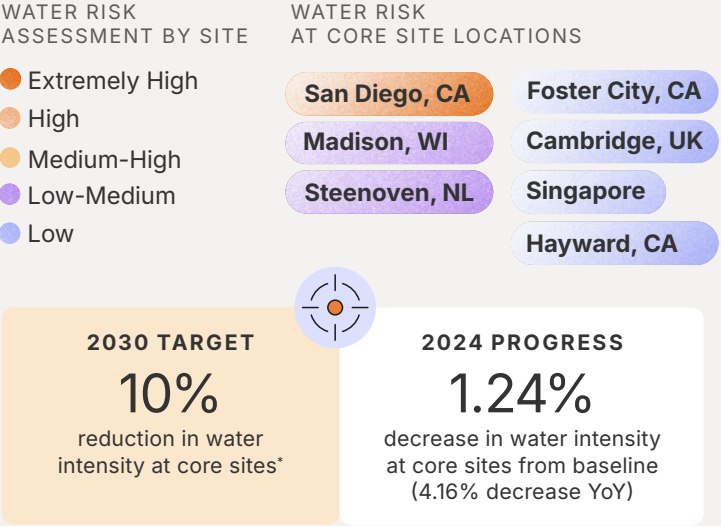 WATER RISK
ASSESSMENT BY SITE
Extremely High
High
Medium-High
Low-Medium
Low
WATER RISK
AT CORE SITE LOCATIONS
San Diego, CA
Madison, WI
Steenoven, NL
Foster City, CA
Cambridge, UK
Singapore
Hayward, CA
2030 TARGET
10%
reduction in water
intensity at core sites*
2024 PROGRESS
1.24%
decrease in water intensity
at core sites from baseline
(4.16% decrease YoY)